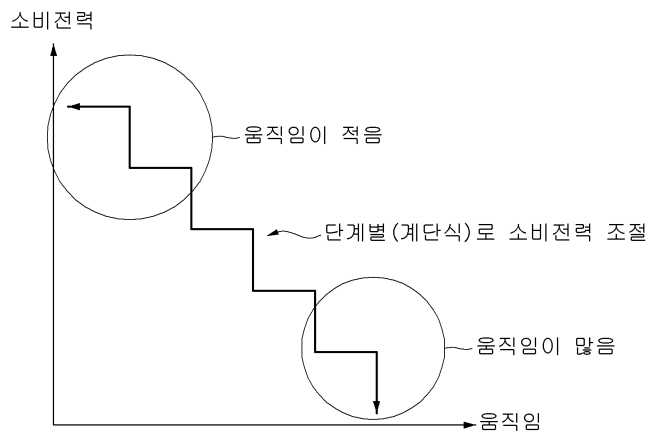 소비전력
움직임이 적음
단계별(계단식)로 소비전력 조절
움직임이 많음
움직임